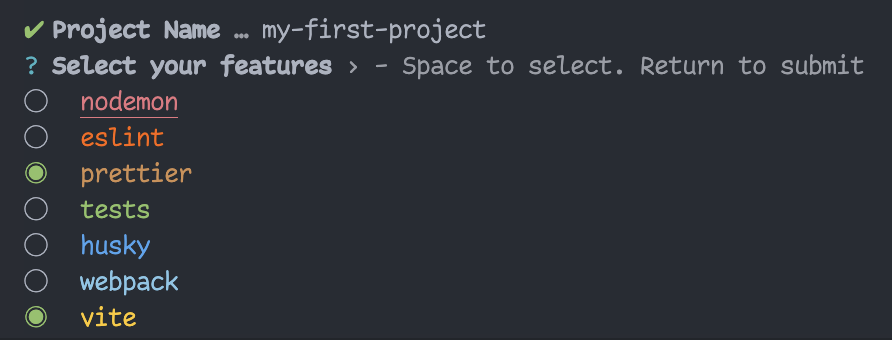 ✔ Project Name … my-first-project
? Select your features › - Space to select. Return to submit
◯ nodemon
◯ eslint
◉ prettier
◯ tests
◯ husky
◯ webpack
◉ vite